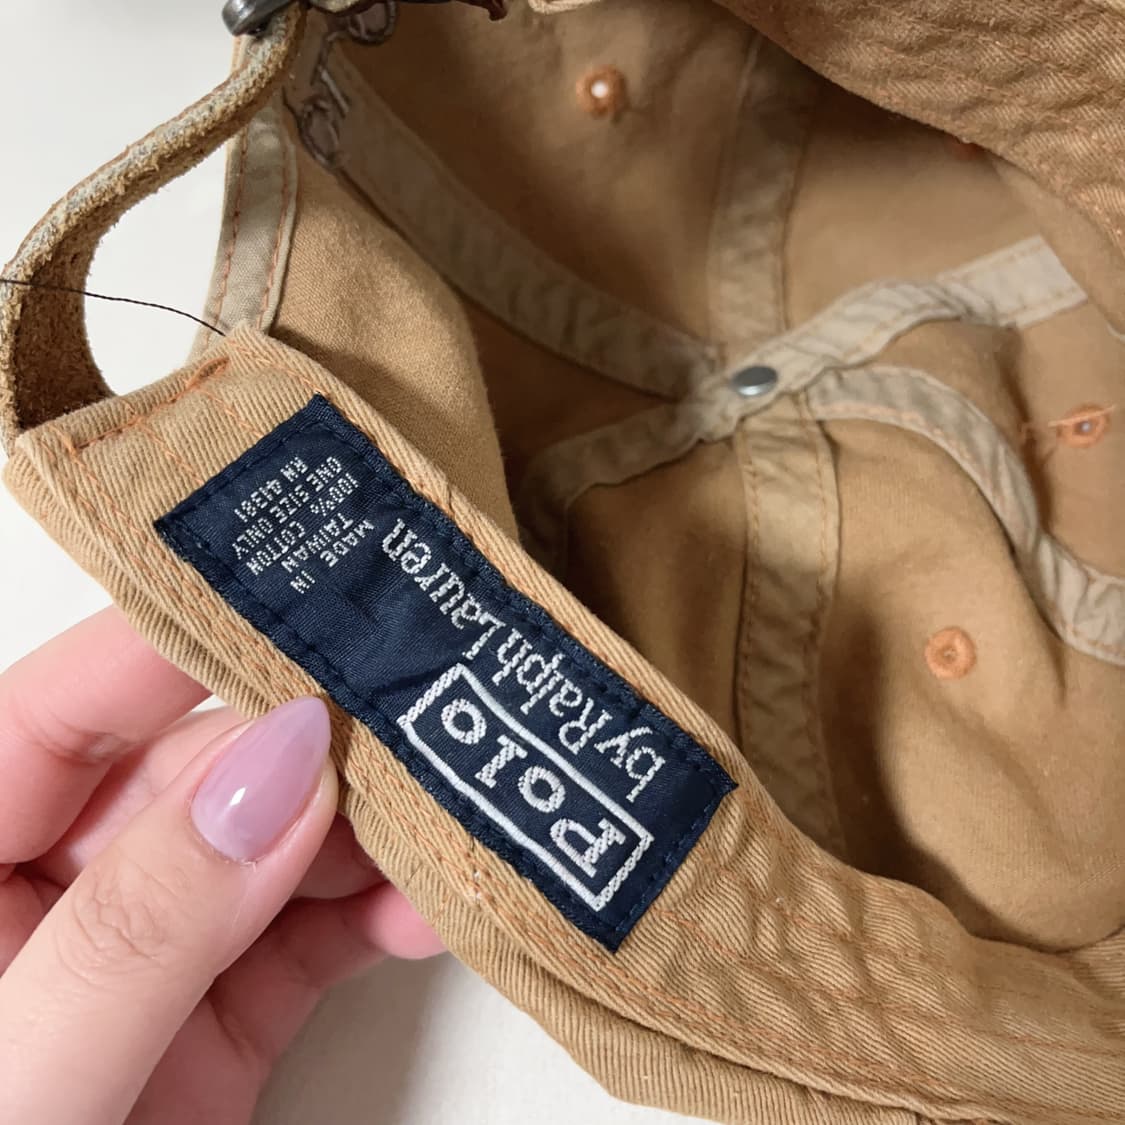 Polo
by Ralph Lauren
MADE IN
TAIWAN
100% COTTON
ONE SIZE ONLY
RN 41381